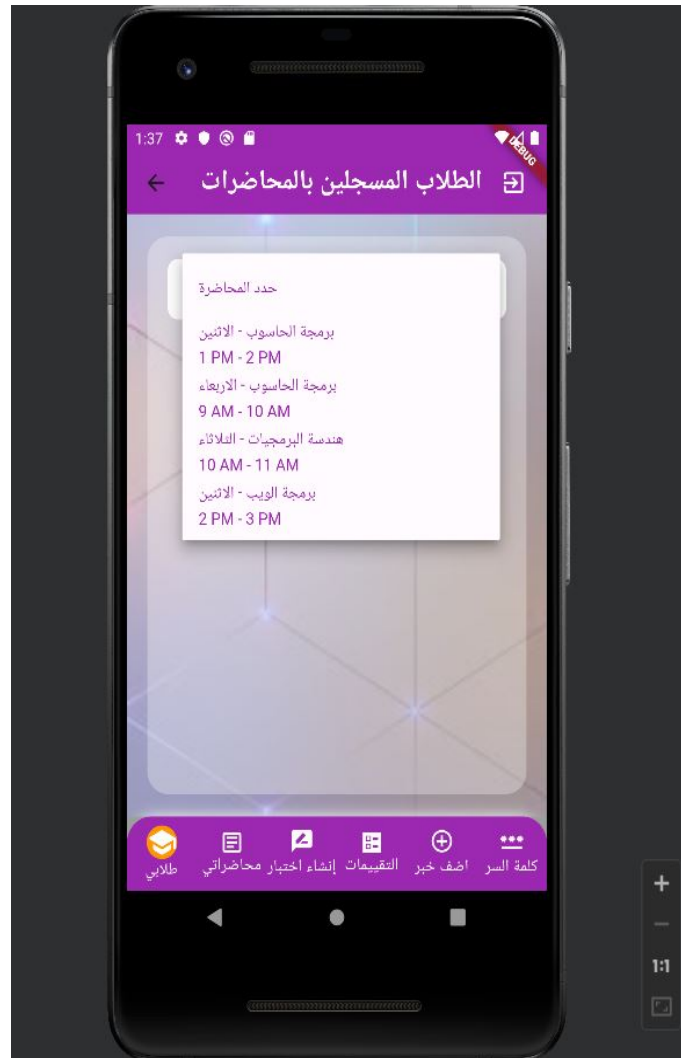 1:37
DEBUG
الطلاب المسجلين بالمحاضرات
حدد المحاضرة
برمجة الحاسوب - الاثنين
1 PM - 2 PM
برمجة الحاسوب - الاربعاء
9 AM - 10 AM
هندسة البرمجيات - الثلاثاء
10 AM - 11 AM
برمجة الويب - الاثنين
2 PM - 3 PM
كلمة السر
اضف خبر
التقييمات
إنشاء اختبار
محاضراتي
طلابي
1:1